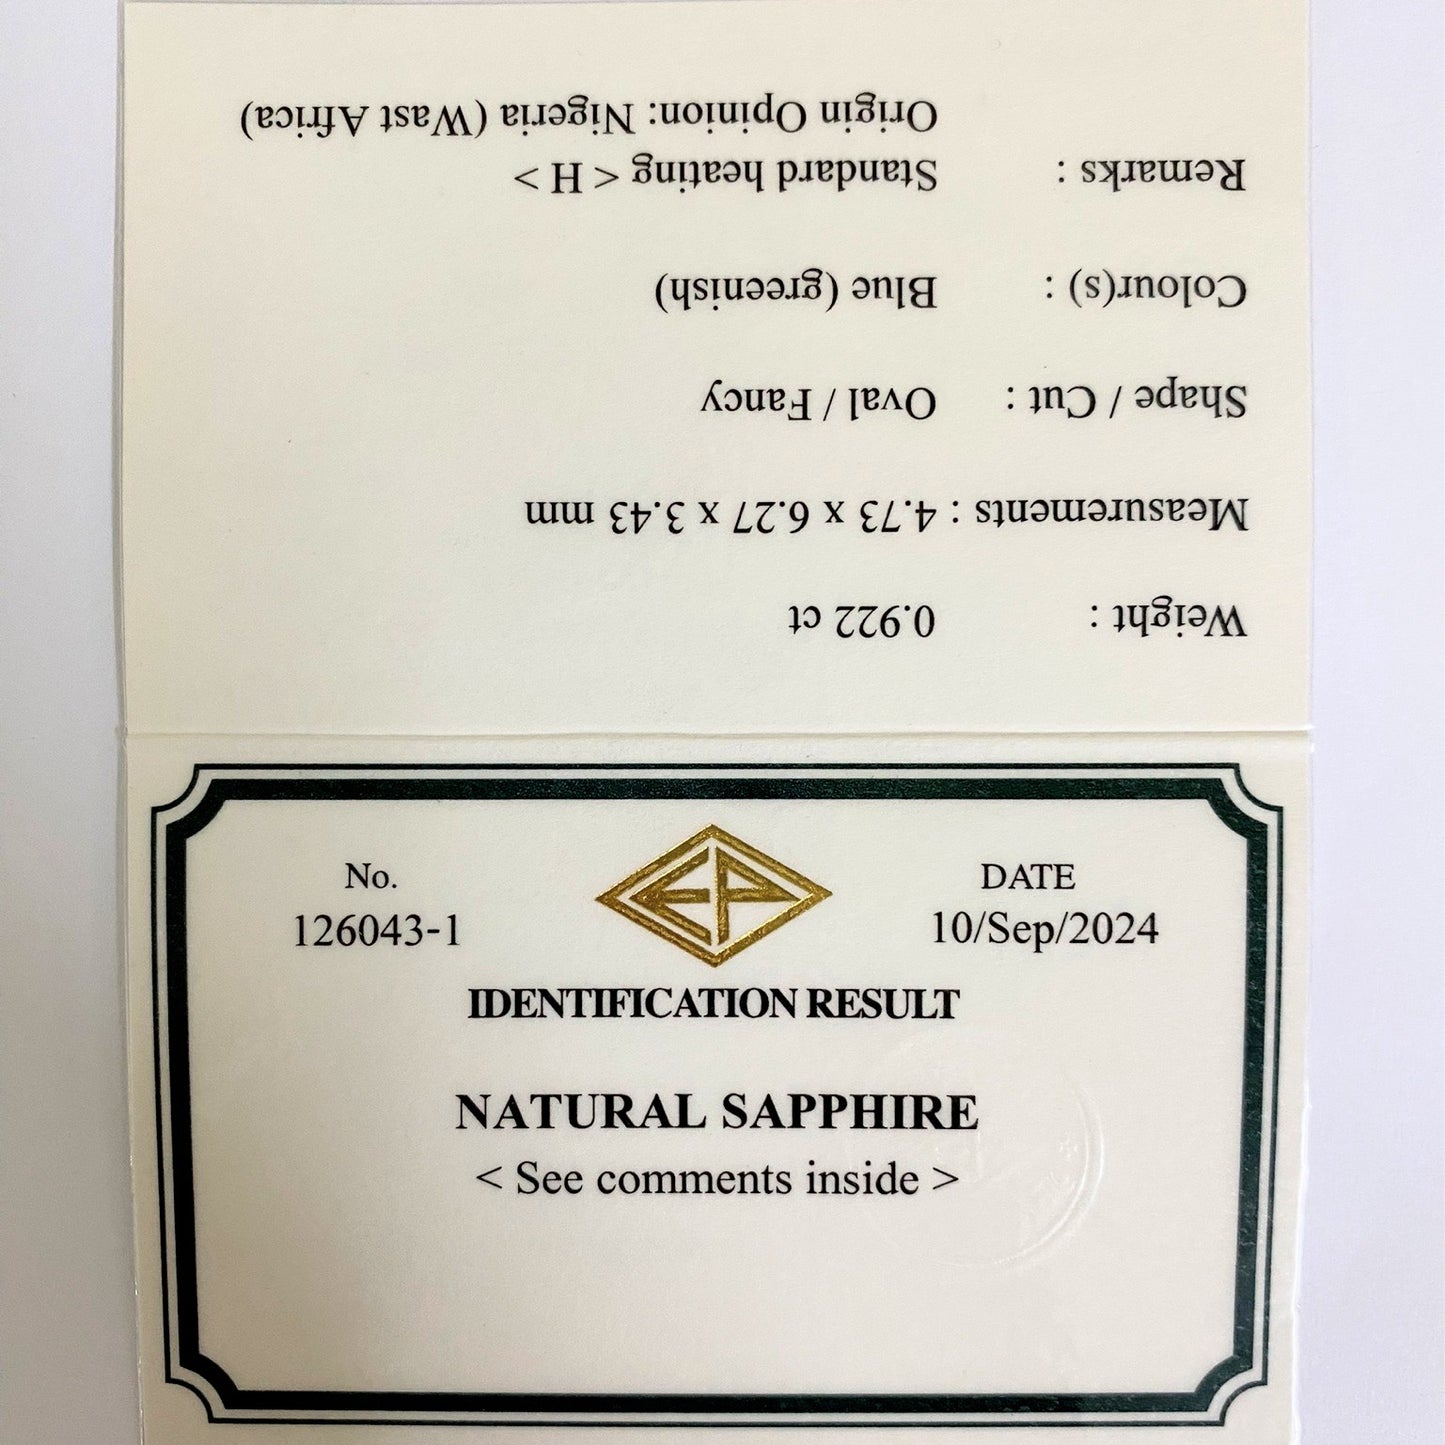 Weight : 0.922 ct
Measurements : 4.73 x 6.27 x 3.43 mm
Shape / Cut : Oval / Fancy
Colour(s) : Blue (greenish)
Remarks : Standard heating < H >
Origin Opinion: Nigeria (Wast Africa)
No.
126043-1
EP
DATE
10/Sep/2024
IDENTIFICATION RESULT
NATURAL SAPPHIRE
< See comments inside >